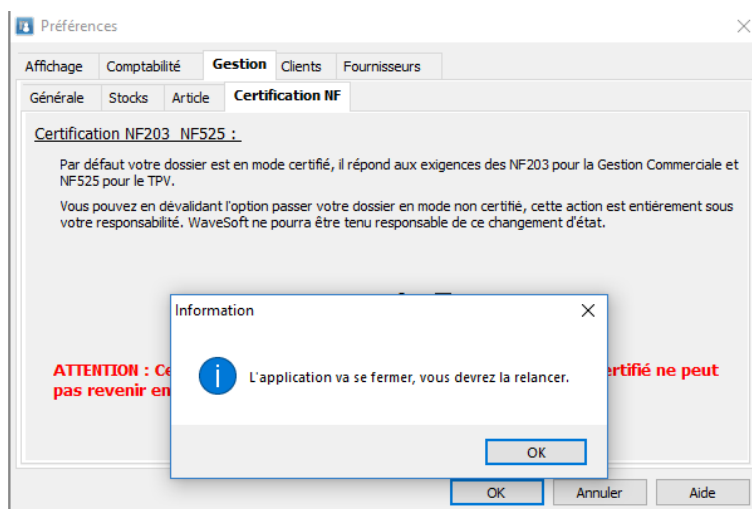 Préférences
Affichage Comptabilité Gestion Clients Fournisseurs
Générale Stocks Article Certification NF
Certification NF203 NF525 :
Par défaut votre dossier est en mode certifié, il répond aux exigences des NF203 pour la Gestion Commerciale et
NF525 pour le TPV.
Vous pouvez en dévalidant l'option passer votre dossier en mode non certifié, cette action est entièrement sous
votre responsabilité. WaveSoft ne pourra être tenu responsable de ce changement d'état.
Information
L'application va se fermer, vous devrez la relancer.
OK
ATTENTION : Ce rtifié ne peut
pas revenir en
OK Annuler Aide